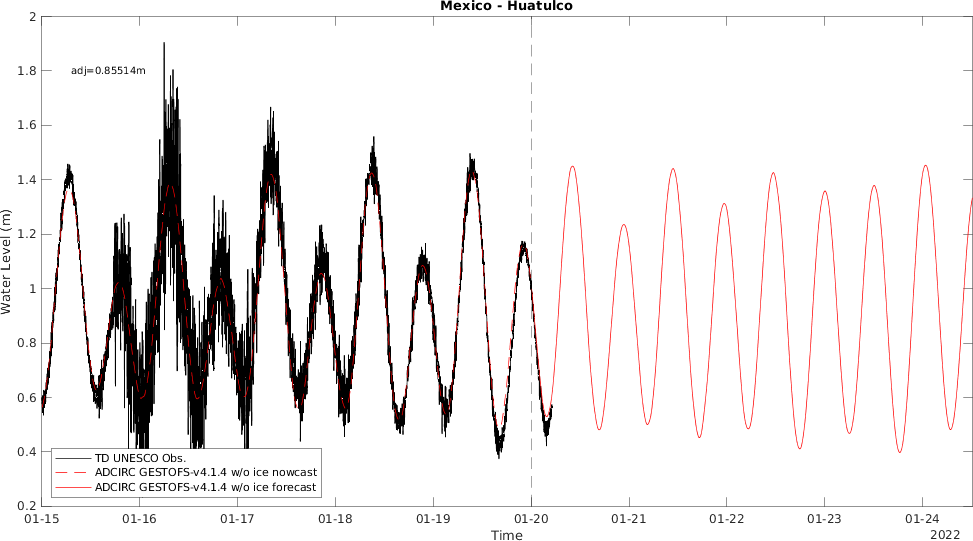 Mexico - Huatulco
2
1.8
1.6
1.4
1.2
1
0.8
0.6
0.4
0.2
Water Level (m)
adj=0.85514m
TD UNESCO Obs.
ADCIRC GESTOFS-v4.1.4 w/o ice nowcast
ADCIRC GESTOFS-v4.1.4 w/o ice forecast
01-15 01-16 01-17 01-18 01-19 01-20 01-21 01-22 01-23 01-24
Time
2022